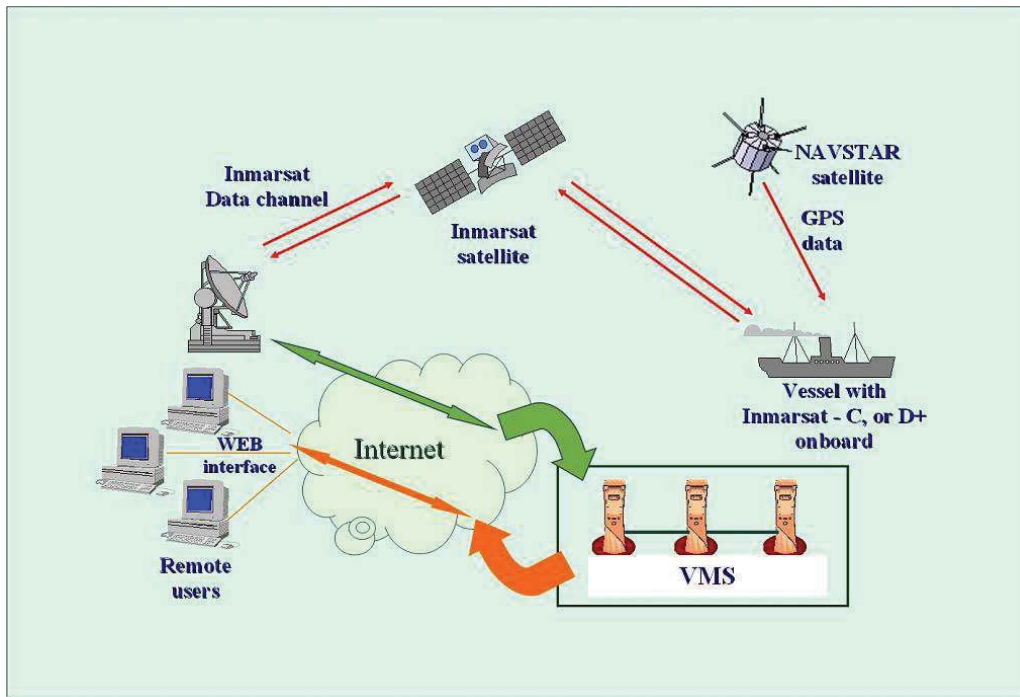 Inmarsat
Data channel
Inmarsat
satellite
NAVSTAR
satellite
GPS
data
Vessel with
Inmarsat - C, or D+
onboard
Internet
WEB
interface
Remote
users
VMS